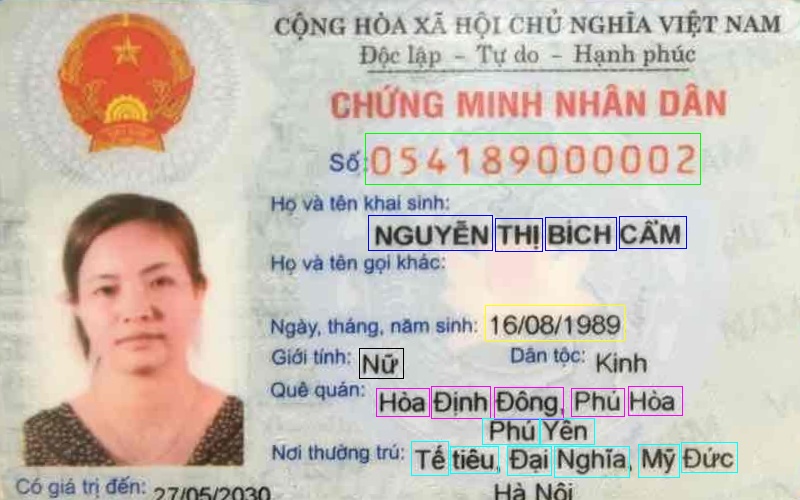 CỘNG HÒA XÃ HỘI CHỦ NGHĨA VIỆT NAM
Độc lập - Tự do - Hạnh phúc
CHỨNG MINH NHÂN DÂN
Số: 054189000002
Họ và tên khai sinh:
NGUYỄN THỊ BÍCH CẨM
Họ và tên gọi khác:
Ngày, tháng, năm sinh: 16/08/1989
Giới tính: Nữ Dân tộc: Kinh
Quê quán: Hòa Định Đông, Phú Hòa
Phú Yên
Nơi thường trú: Tế tiêu, Đại Nghĩa, Mỹ Đức
Có giá trị đến: 27/05/2030
Hà Nội